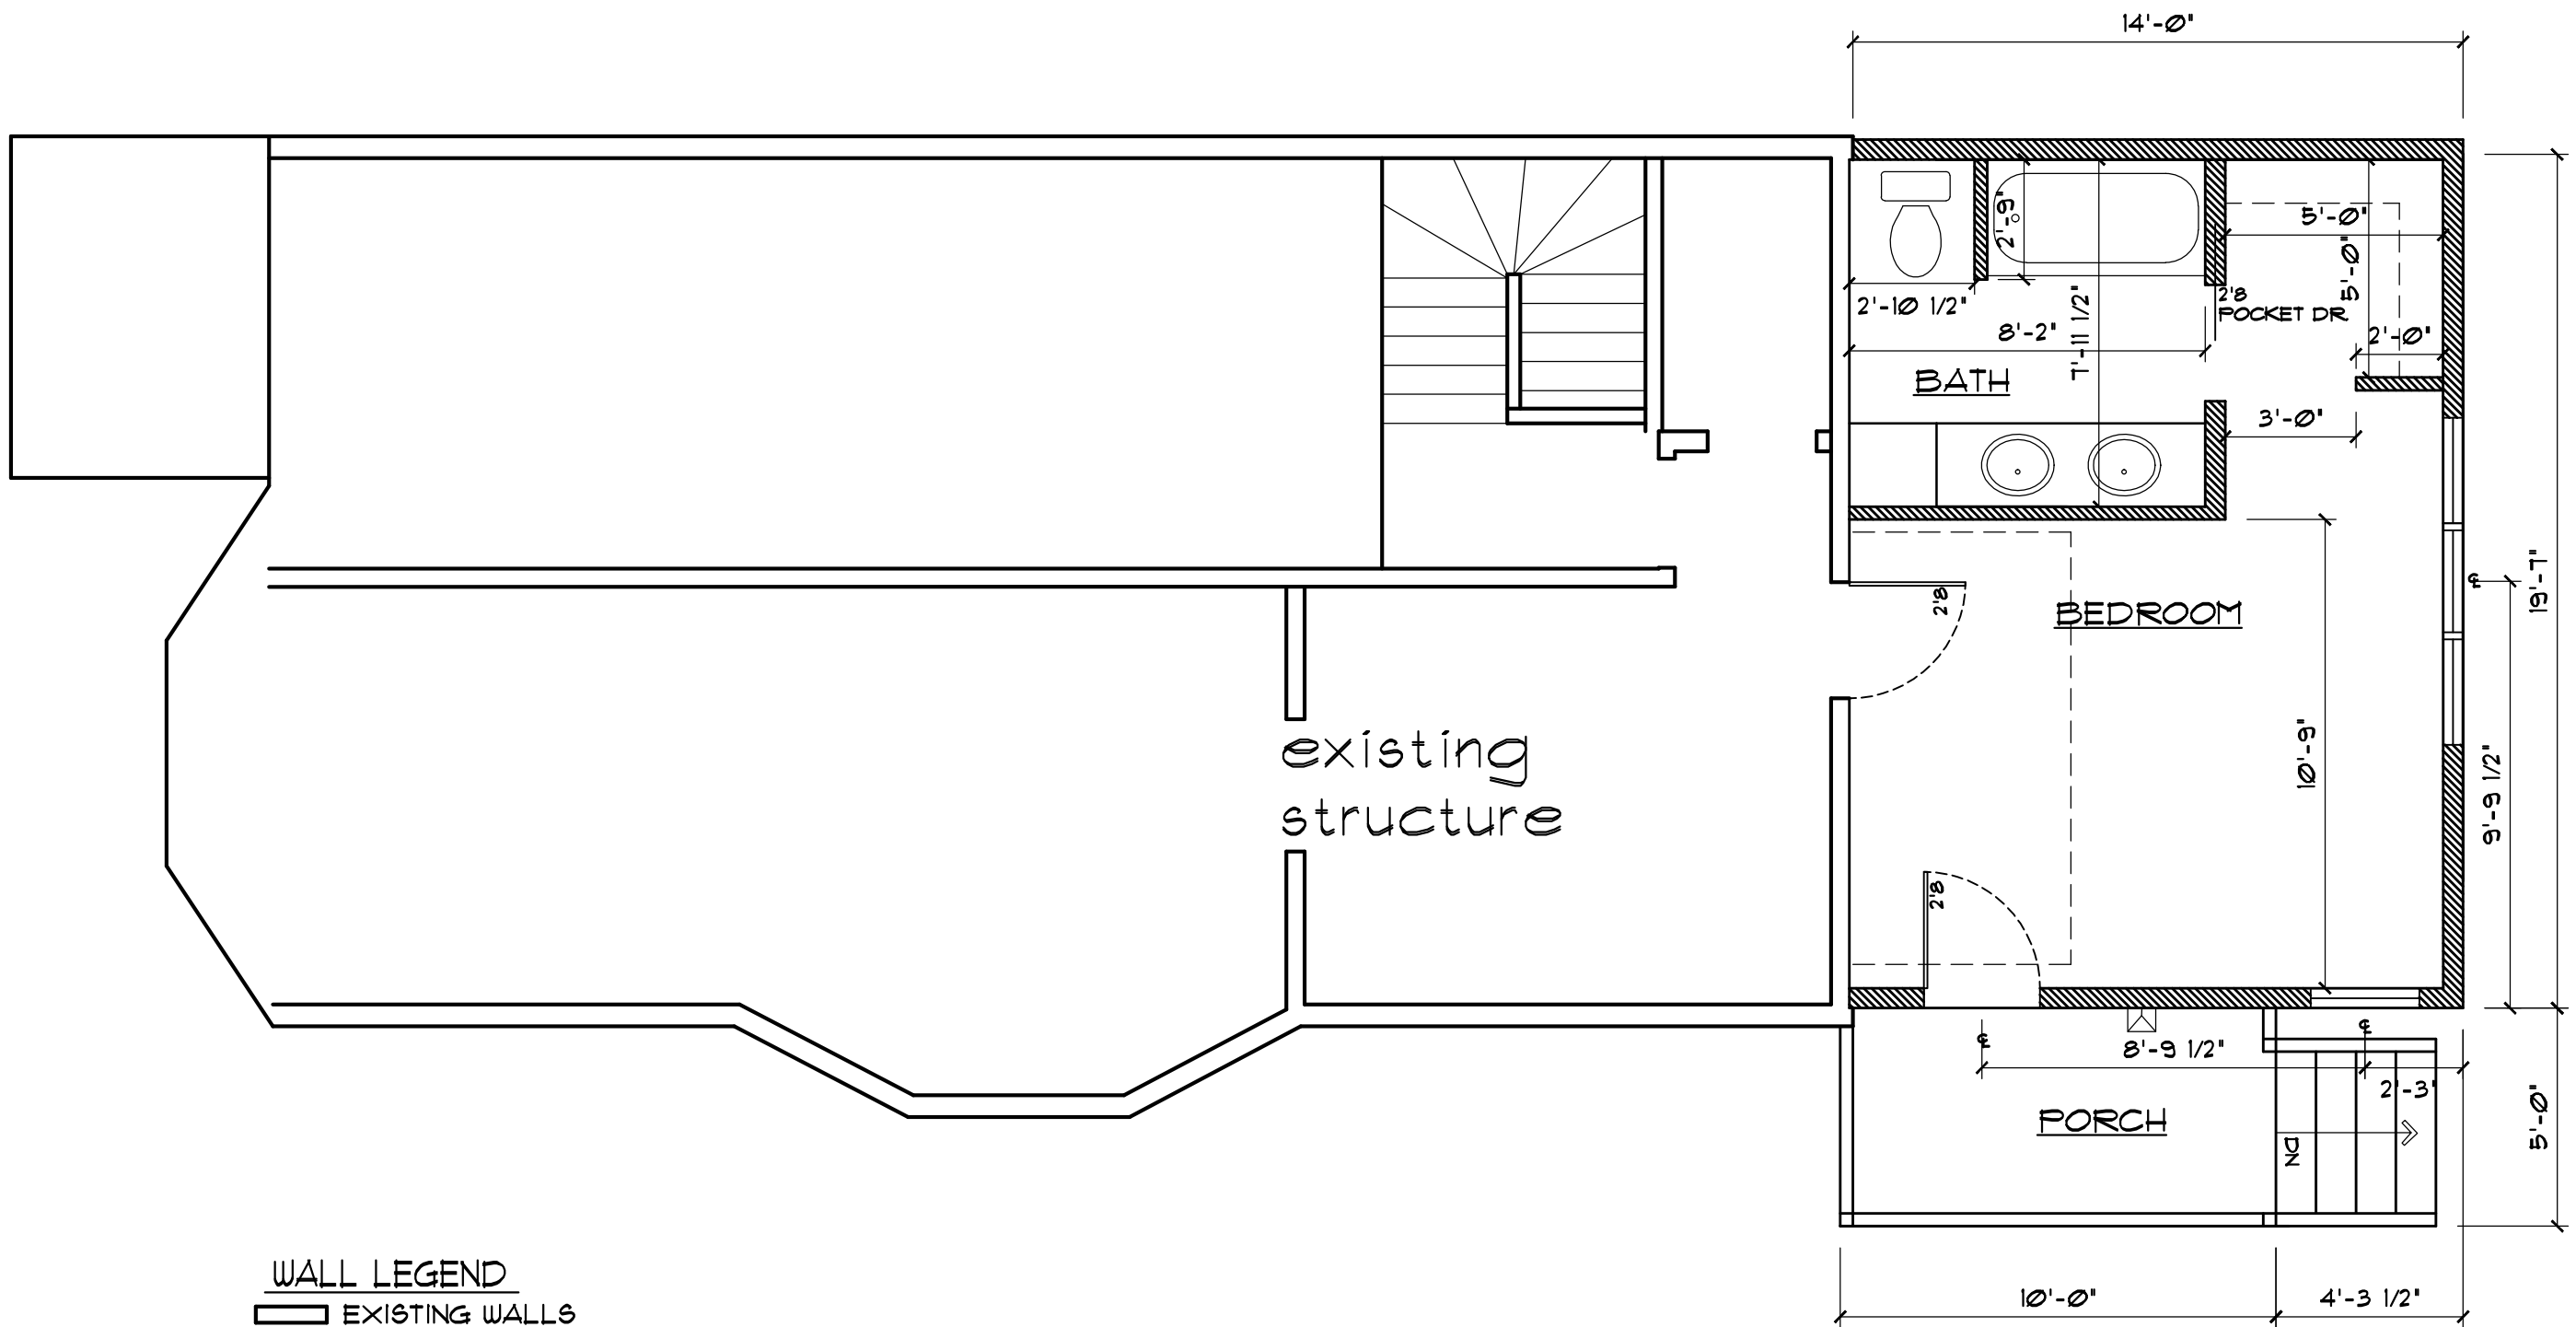 14'-0"
2'-9"
5'-0"
5'-0"
2'8
POCKET DR.
2'-10 1/2"
7'-11 1/2"
8'-2"
2'-0"
BATH
3'-0"
19'-7"
2'8
BEDROOM
existing
structure
10'-9"
9'-9 1/2"
2'8
℄
℄
℄
8'-9 1/2"
2'-3"
PORCH
DN
5'-0"
WALL LEGEND
EXISTING WALLS
10'-0"
4'-3 1/2"